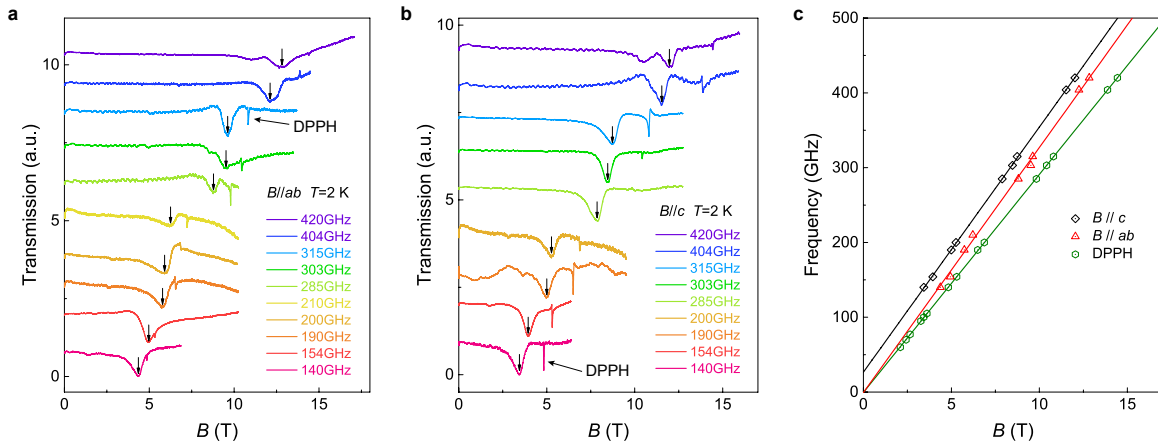 a
Transmission (a.u.)
10
5
0
DPPH
B//ab T=2 K
420GHz
404GHz
315GHz
303GHz
285GHz
210GHz
200GHz
190GHz
154GHz
140GHz
0 5 10 15
B (T)
b
Transmission (a.u.)
10
5
0
B//c T=2 K
420GHz
404GHz
315GHz
303GHz
285GHz
200GHz
190GHz
154GHz
140GHz
DPPH
0 5 10 15
B (T)
c
Frequency (GHz)
500
400
300
200
100
0
B // c
B // ab
DPPH
0 5 10 15
B (T)